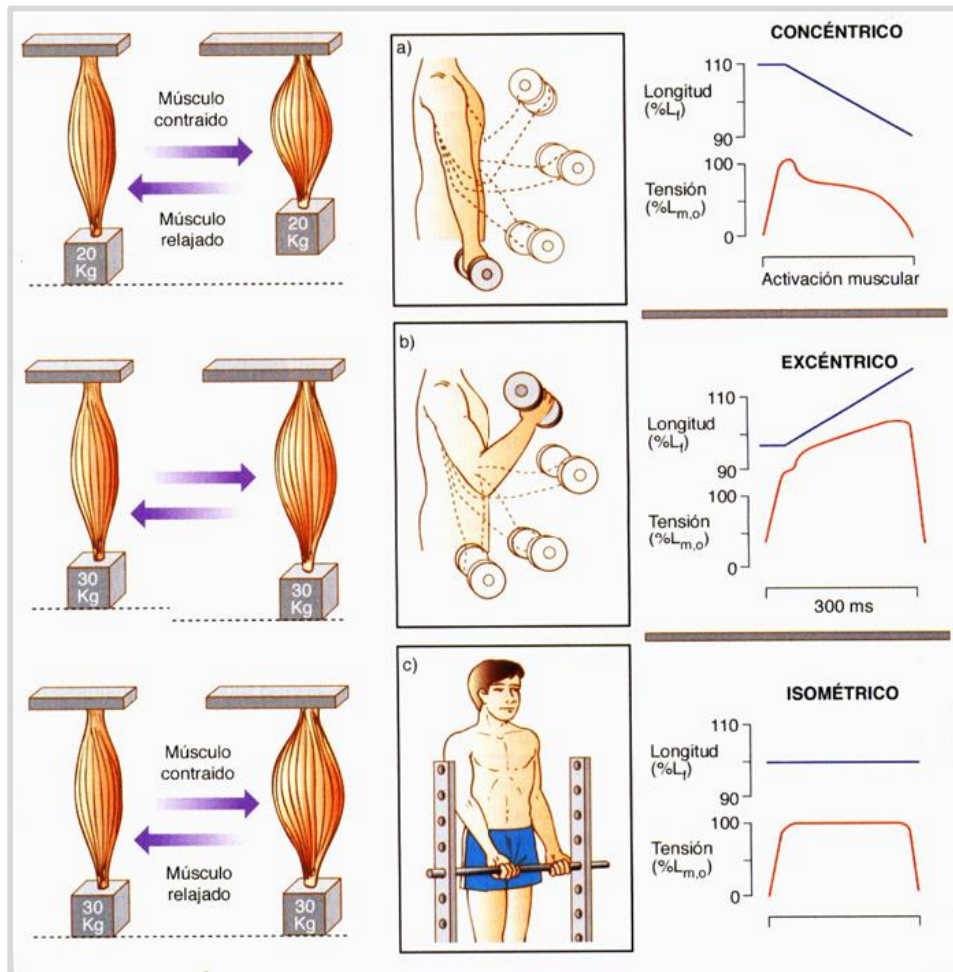 Músculo
contraido
Músculo
relajado
20
Kg
20
Kg
a)
CONCÉNTRICO
110
Longitud
(%Lf)
90
100
Tensión
(%Lm,o)
0
Activación muscular
30
Kg
30
Kg
b)
EXCÉNTRICO
110
Longitud
(%Lf)
90
100
Tensión
(%Lm,o)
0
300 ms
Músculo
contraido
Músculo
relajado
30
Kg
30
Kg
c)
ISOMÉTRICO
110
Longitud
(%Lf)
90
100
Tensión
(%Lm,o)
0